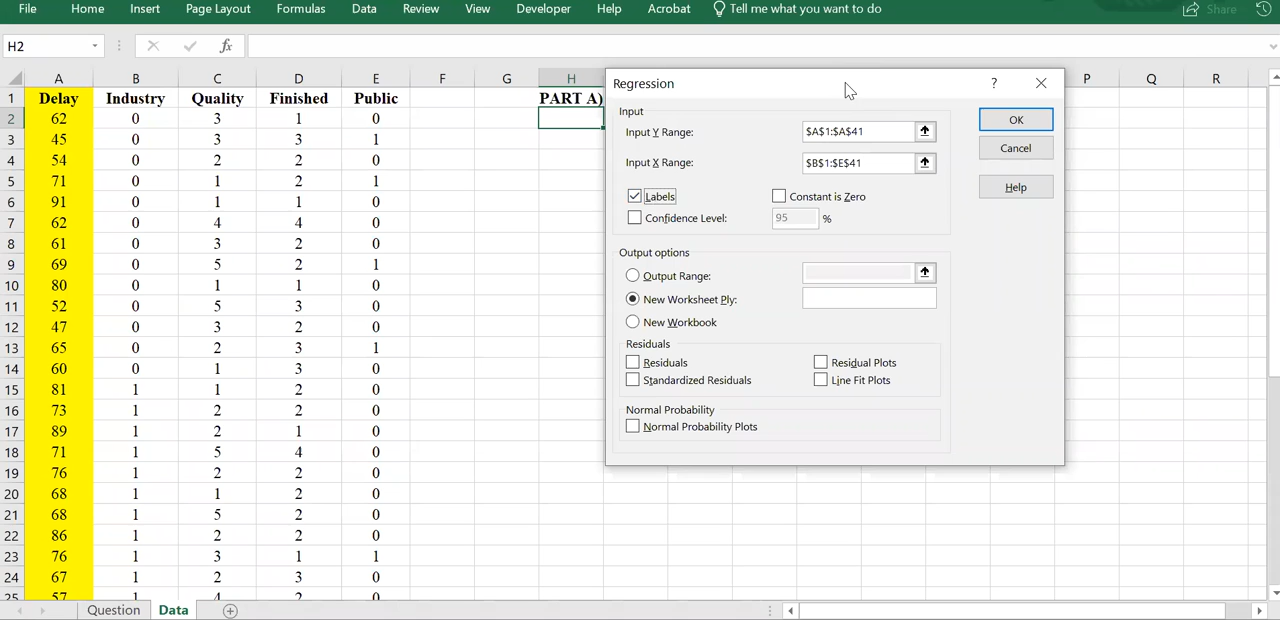 File Home Insert Page Layout Formulas Data Review View Developer Help Acrobat Tell me what you want to do Share
H2 fx
A B C D E F G H P Q R
1 Delay Industry Quality Finished Public PART A)
2 62 0 3 1 0
3 45 0 3 3 1
4 54 0 2 2 0
5 71 0 1 2 1
6 91 0 1 1 0
7 62 0 4 4 0
8 61 0 3 2 0
9 69 0 5 2 1
10 80 0 1 1 0
11 52 0 5 3 0
12 47 0 3 2 0
13 65 0 2 3 1
14 60 0 1 3 0
15 81 1 1 2 0
16 73 1 2 2 0
17 89 1 2 1 0
18 71 1 5 4 0
19 76 1 2 2 0
20 68 1 1 2 0
21 68 1 5 2 0
22 86 1 2 2 0
23 76 1 3 1 1
24 67 1 2 3 0
25 57 1 4 2 0
Regression ?
Input
Input Y Range: $A$1:$A$41 OK
Input X Range: $B$1:$E$41 Cancel
Help
Labels Constant is Zero
Confidence Level: 95 %
Output options
Output Range:
New Worksheet Ply:
New Workbook
Residuals
Residuals Residual Plots
Standardized Residuals Line Fit Plots
Normal Probability
Normal Probability Plots
Question Data